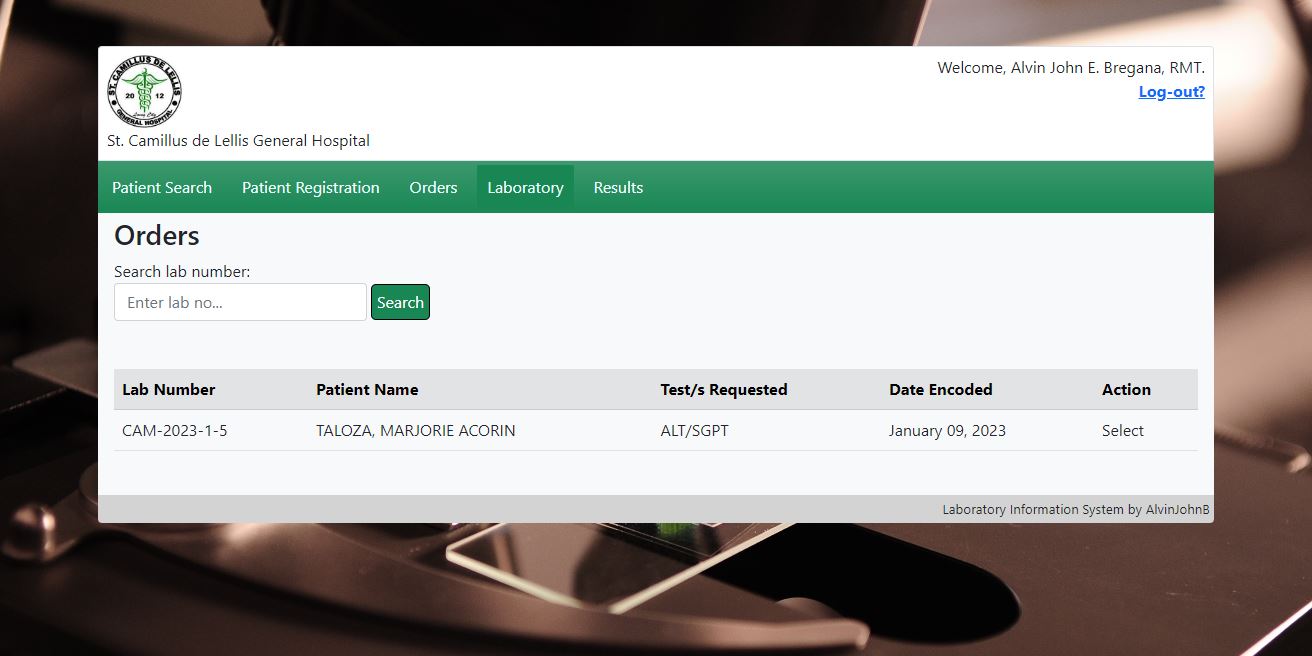 ST. CAMILLUS DE LELLIS
20 12
GENERAL HOSPITAL
St. Camillus de Lellis General Hospital
Welcome, Alvin John E. Bregana, RMT.
Log-out?
Patient Search Patient Registration Orders Laboratory Results
Orders
Search lab number:
Enter lab no... Search
Lab Number Patient Name Test/s Requested Date Encoded Action
CAM-2023-1-5 TALOZA, MARJORIE ACORIN ALT/SGPT January 09, 2023 Select
Laboratory Information System by AlvinJohnB